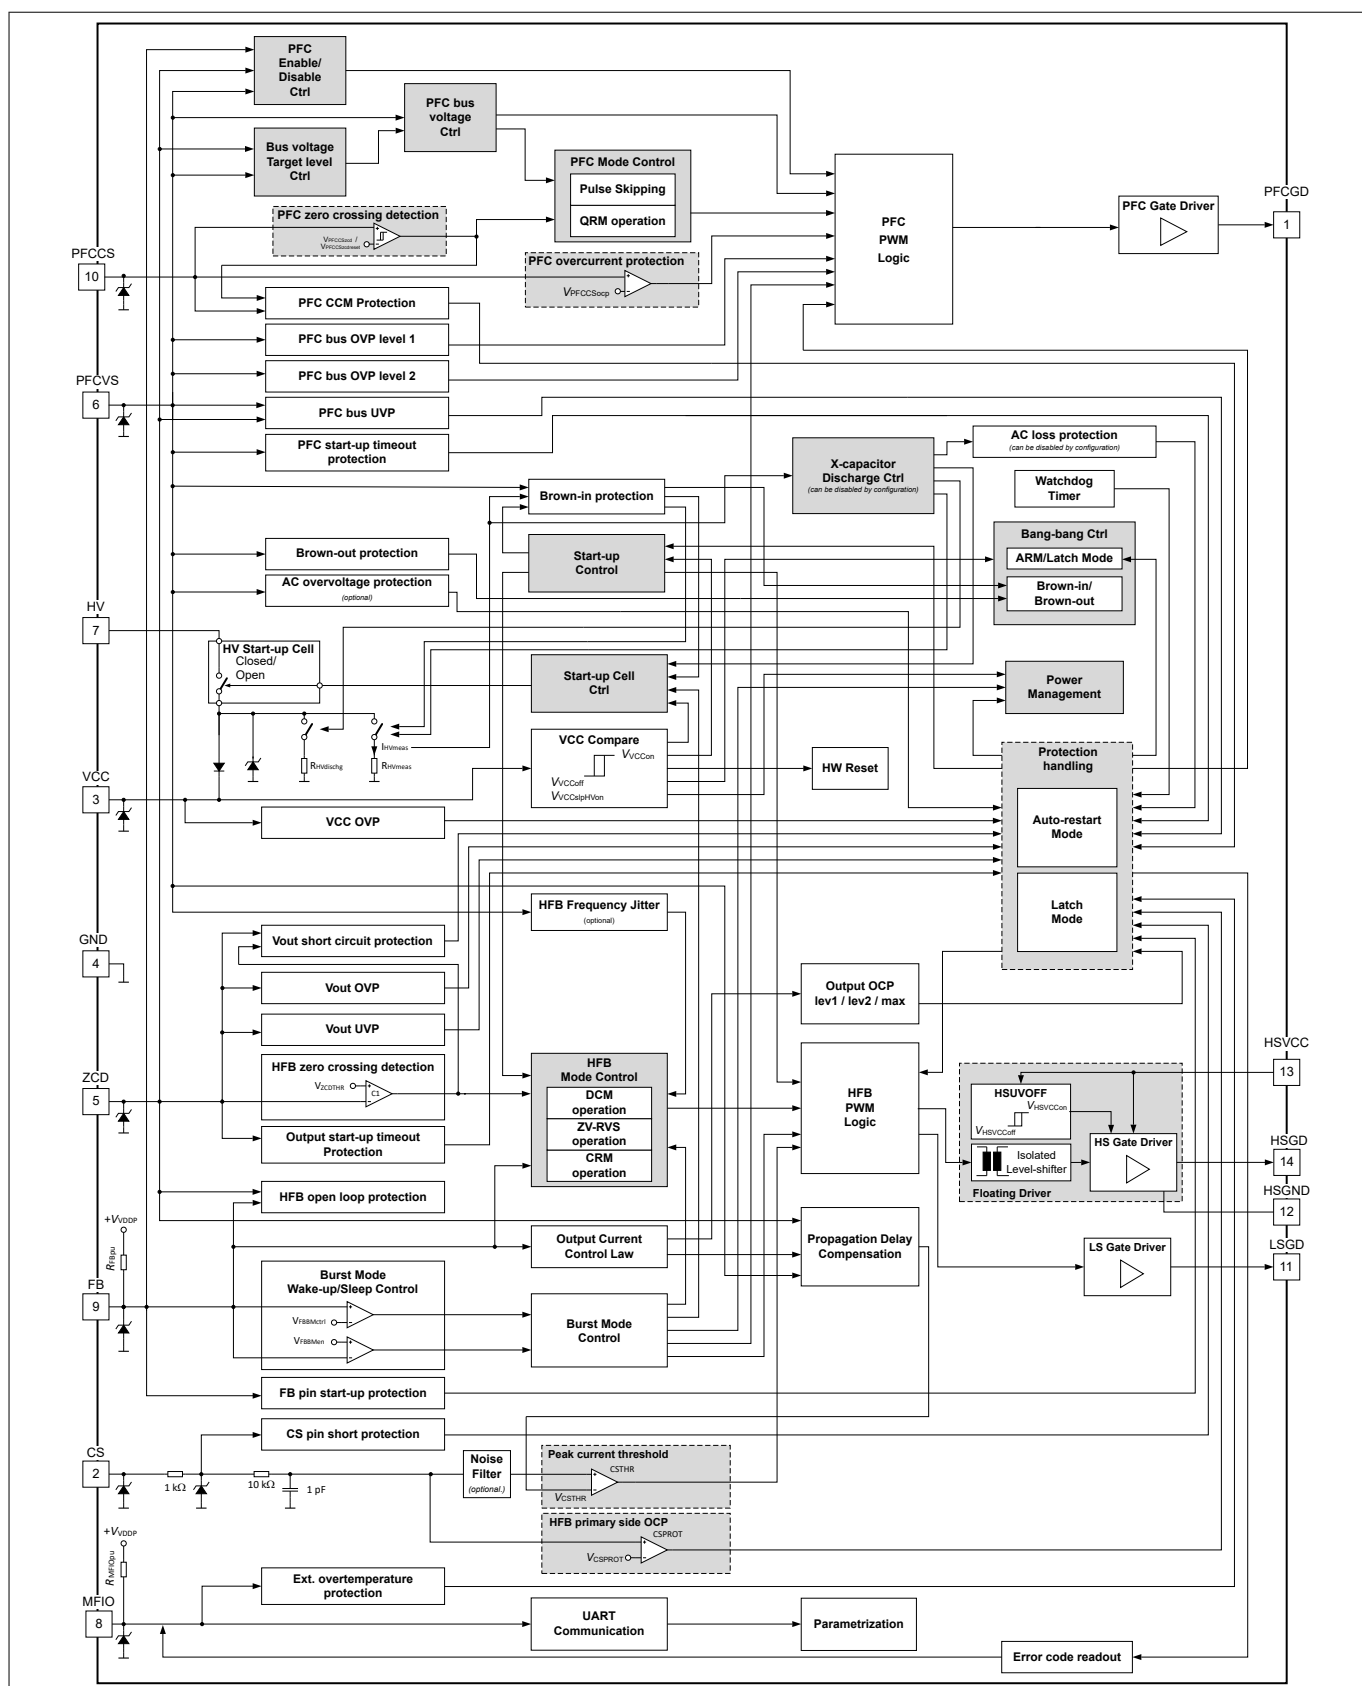 PFC
Enable/
Disable
Ctrl
PFC bus
voltage
Ctrl
Bus voltage
Target level
Ctrl
PFC Mode Control
Pulse Skipping
QRM operation
PFC
PWM
Logic
PFC Gate Driver
PFCGD
1
PFC zero crossing detection
VPFCCSzcd /
VPFCCSzcdreset
PFCCS
10
PFC overcurrent protection
VPFCCSocp
PFC CCM Protection
PFC bus OVP level 1
PFC bus OVP level 2
PFCVS
6
PFC bus UVP
PFC start-up timeout
protection
X-capacitor
Discharge Ctrl
(can be disabled by configuration)
AC loss protection
(can be disabled by configuration)
Watchdog
Timer
Brown-in protection
Bang-bang Ctrl
ARM/Latch Mode
Brown-in/
Brown-out
Brown-out protection
Start-up
Control
AC overvoltage protection
(optional)
HV
7
HV Start-up Cell
Closed/
Open
Start-up Cell
Ctrl
Power
Management
IHVmeas
RHVdischg
RHVmeas
VCC Compare
VVCCon
VVCCoff
VVCCslpHVon
HW Reset
Protection
handling
Auto-restart
Mode
Latch
Mode
VCC
3
VCC OVP
HFB Frequency Jitter
(optional)
GND
4
Vout short circuit protection
Vout OVP
Vout UVP
Output OCP
lev1 / lev2 / max
HFB zero crossing detection
VZCDTHR
C1
ZCD
5
Output start-up timeout
Protection
HFB
Mode Control
DCM
operation
ZV-RVS
operation
CRM
operation
HFB
PWM
Logic
HSVCC
13
HSUVOFF
VHSVCCon
VHSVCCoff
HS Gate Driver
Isolated
Level-shifter
Floating Driver
HSGD
14
HSGND
12
HFB open loop protection
+VVDDP
RFBpu
Output Current
Control Law
Propagation Delay
Compensation
LS Gate Driver
LSGD
11
FB
9
Burst Mode
Wake-up/Sleep Control
VFBBMctrl
VFBBMen
Burst Mode
Control
FB pin start-up protection
CS pin short protection
CS
2
1 kΩ
10 kΩ
1 pF
Noise
Filter
(optional.)
Peak current threshold
CSTHR
VCSTHR
HFB primary side OCP
CSPROT
VCSPROT
+VVDDP
RMFIOpu
Ext. overtemperature
protection
MFIO
8
UART
Communication
Parametrization
Error code readout